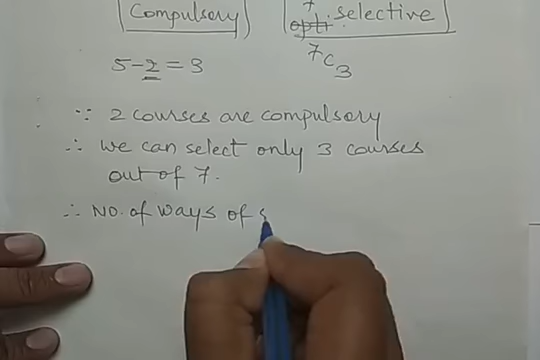 Compulsory 7 opti selective
5-2=3 7C3
∵ 2 courses are compulsory
∴ we can select only 3 courses
out of 7.
∴ No. of ways of s